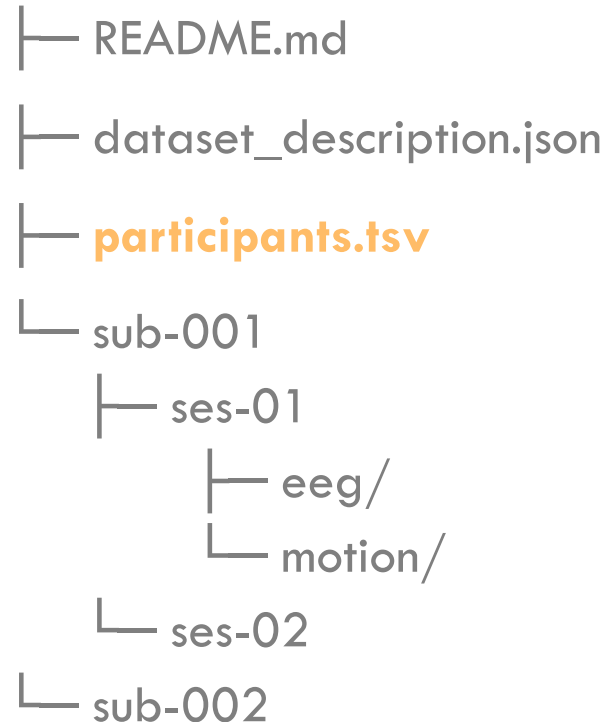 README.md
dataset_description.json
participants.tsv
sub-001
ses-01
eeg/
motion/
ses-02
sub-002